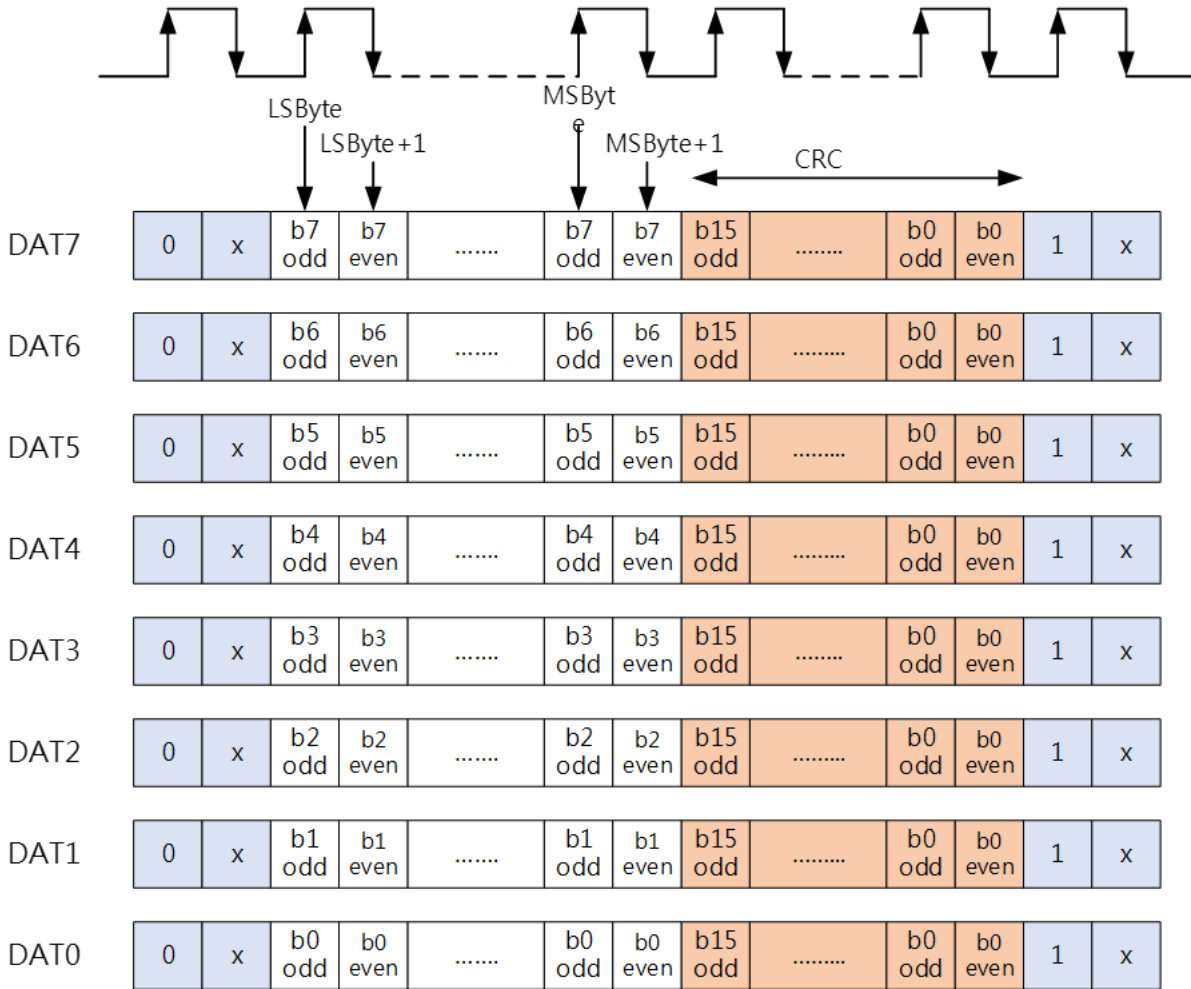 LSByte
MSByt
e
LSByte+1
MSByte+1
CRC
DAT7 0 x b7 odd b7 even ....... b7 odd b7 even b15 odd ........ b0 odd b0 even 1 x
DAT6 0 x b6 odd b6 even ....... b6 odd b6 even b15 odd ......... b0 odd b0 even 1 x
DAT5 0 x b5 odd b5 even ....... b5 odd b5 even b15 odd ......... b0 odd b0 even 1 x
DAT4 0 x b4 odd b4 even ....... b4 odd b4 even b15 odd ......... b0 odd b0 even 1 x
DAT3 0 x b3 odd b3 even ....... b3 odd b3 even b15 odd ........ b0 odd b0 even 1 x
DAT2 0 x b2 odd b2 even ....... b2 odd b2 even b15 odd ......... b0 odd b0 even 1 x
DAT1 0 x b1 odd b1 even ....... b1 odd b1 even b15 odd ......... b0 odd b0 even 1 x
DAT0 0 x b0 odd b0 even ....... b0 odd b0 even b15 odd ......... b0 odd b0 even 1 x